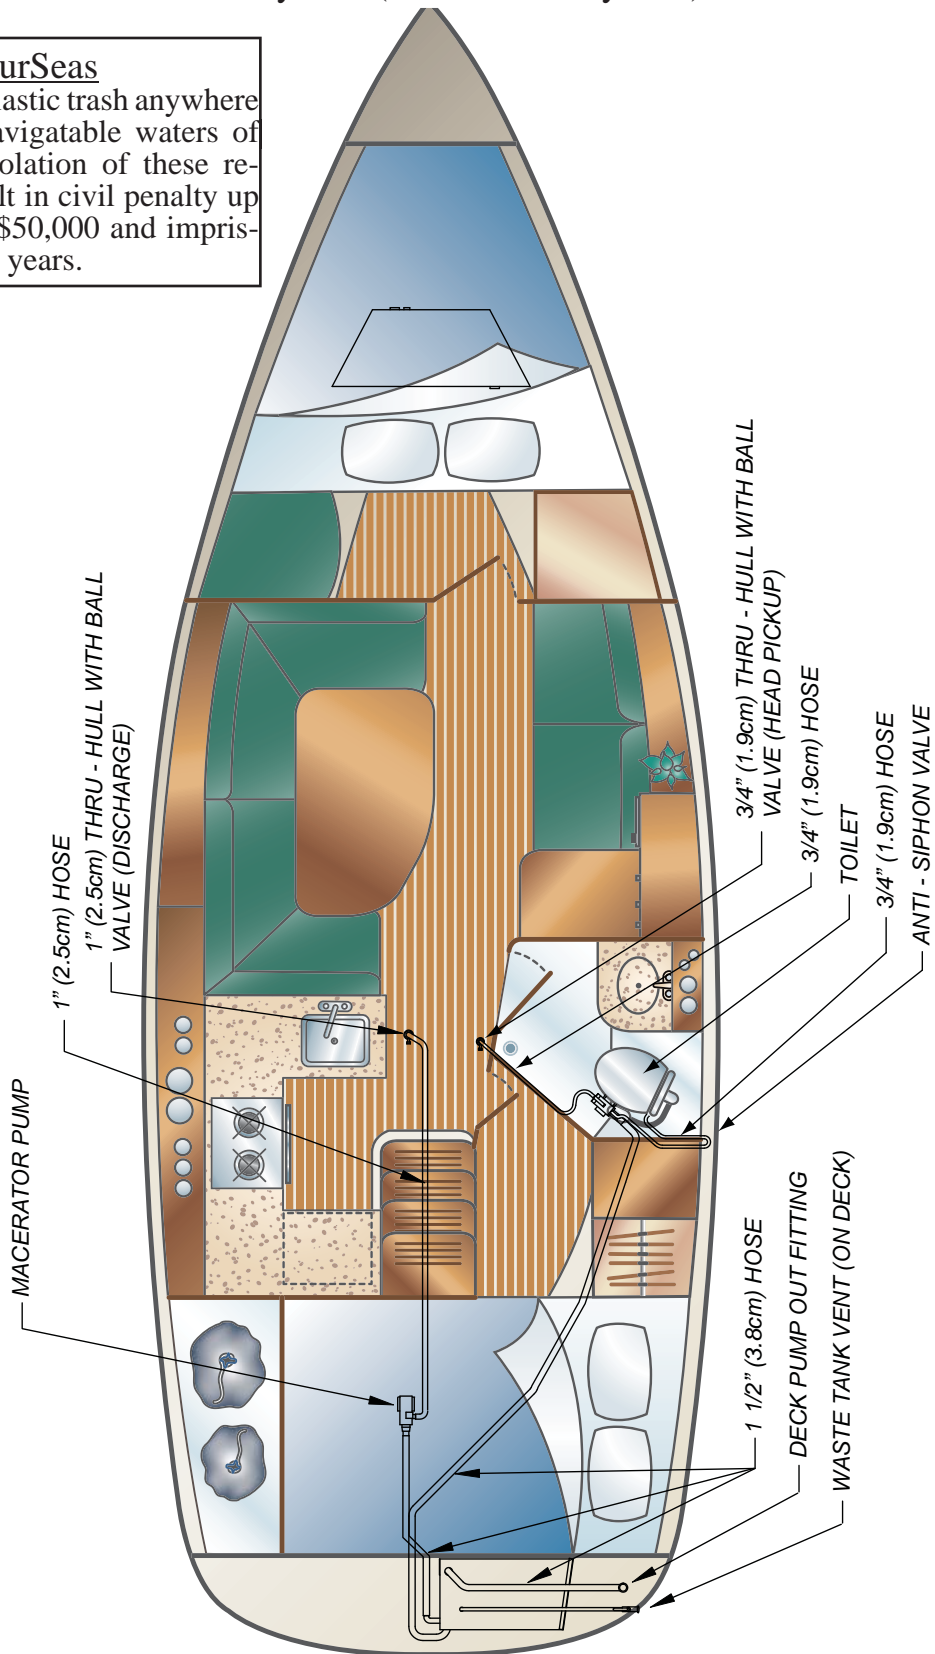 urSeas
lastic trash anywhere
avigatable waters of
olation of these re-
lt in civil penalty up
$50,000 and impris-
years.
1” (2.5cm) HOSE
1” (2.5cm) THRU - HULL WITH BALL
VALVE (DISCHARGE)
MACERATOR PUMP
3/4” (1.9cm) THRU - HULL WITH BALL
VALVE (HEAD PICKUP)
3/4” (1.9cm) HOSE
TOILET
3/4” (1.9cm) HOSE
ANTI - SIPHON VALVE
1 1/2” (3.8cm) HOSE
DECK PUMP OUT FITTING
WASTE TANK VENT (ON DECK)